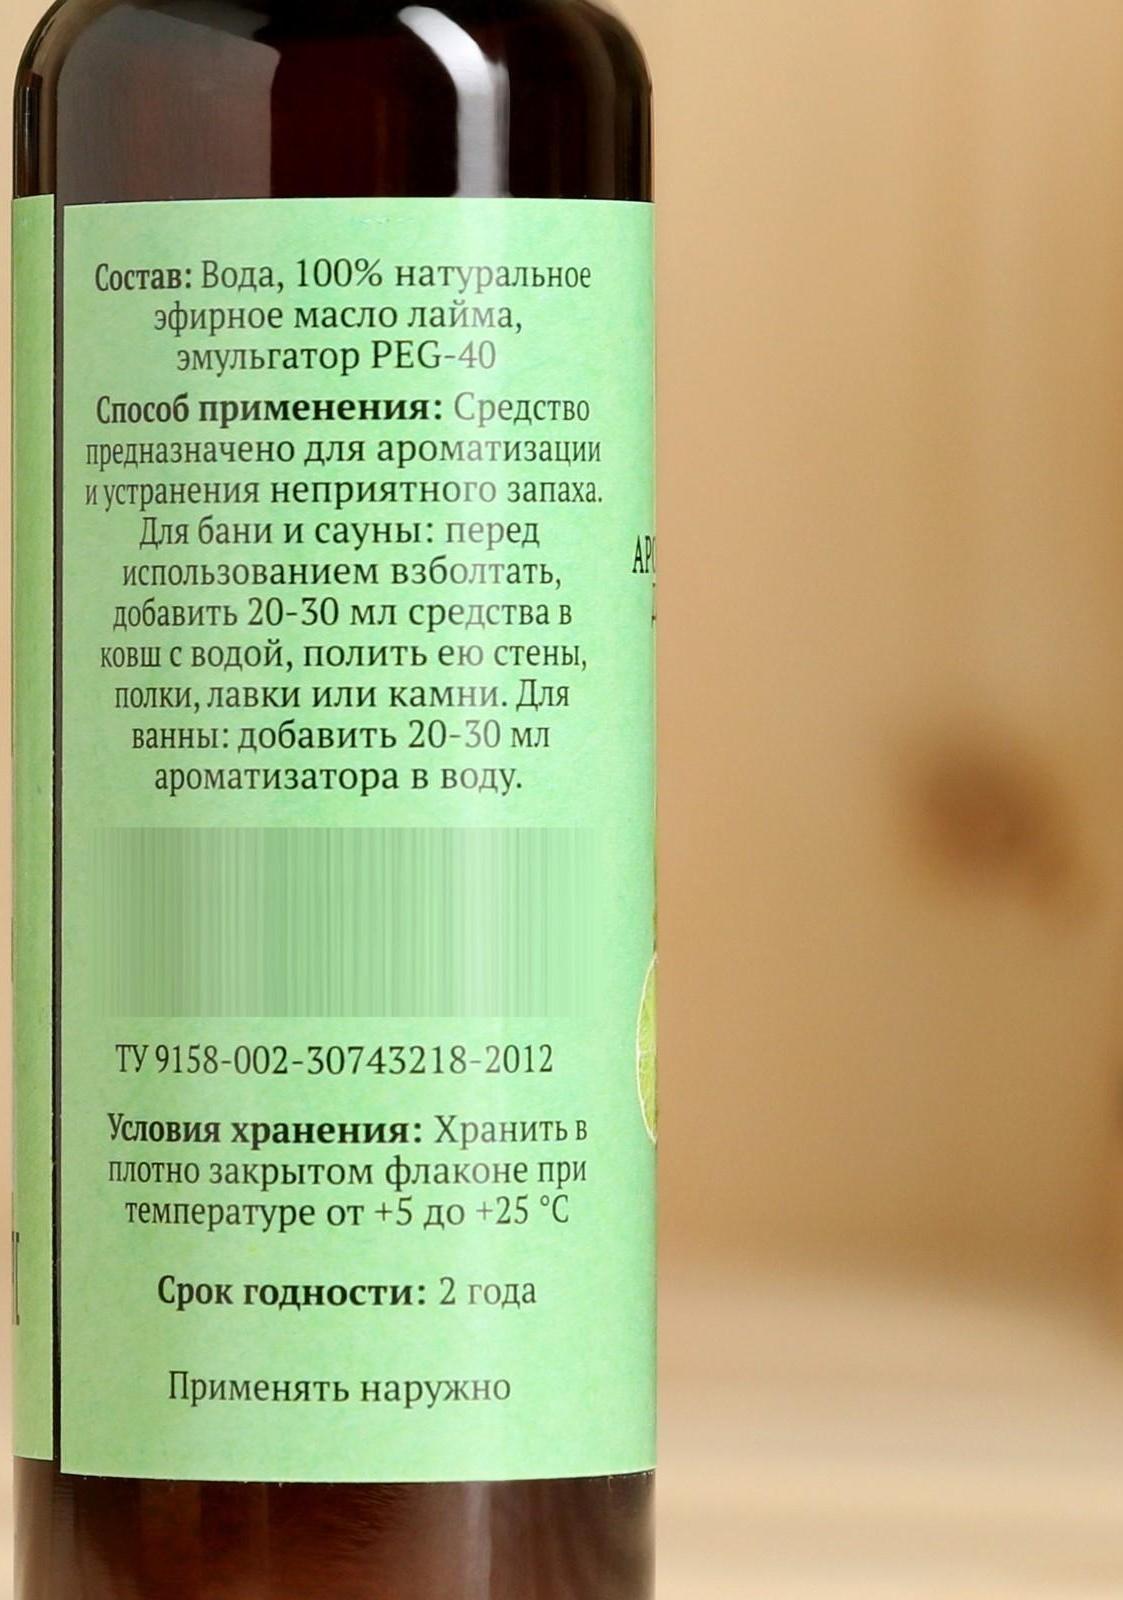 Состав: Вода, 100% натуральное
эфирное масло лайма,
эмульгатор PEG-40
Способ применения: Средство
предназначено для ароматизации
и устранения неприятного запаха.
Для бани и сауны: перед
использованием взболтать,
добавить 20-30 мл средства в
ковш с водой, полить ею стены,
полки, лавки или камни. Для
ванны: добавить 20-30 мл
ароматизатора в воду.
ТУ 9158-002-30743218-2012
Условия хранения: Хранить в
плотно закрытом флаконе при
температуре от +5 до +25 °C
Срок годности: 2 года
Применять наружно